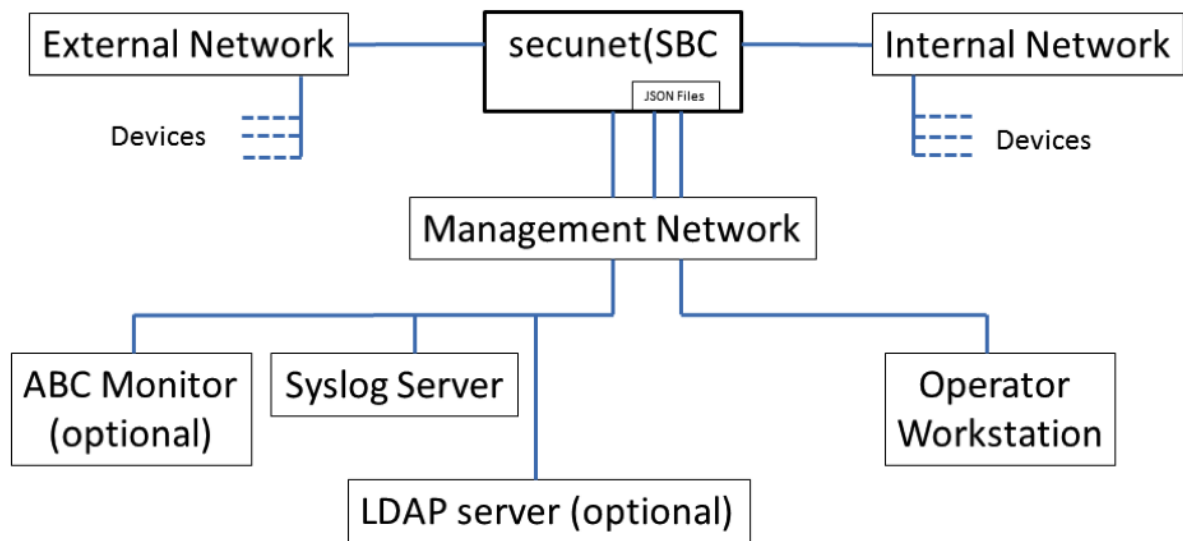 External Network
secunet(SBC
Internal Network
JSON Files
Devices
Devices
Management Network
ABC Monitor
(optional)
Syslog Server
Operator
Workstation
LDAP server (optional)